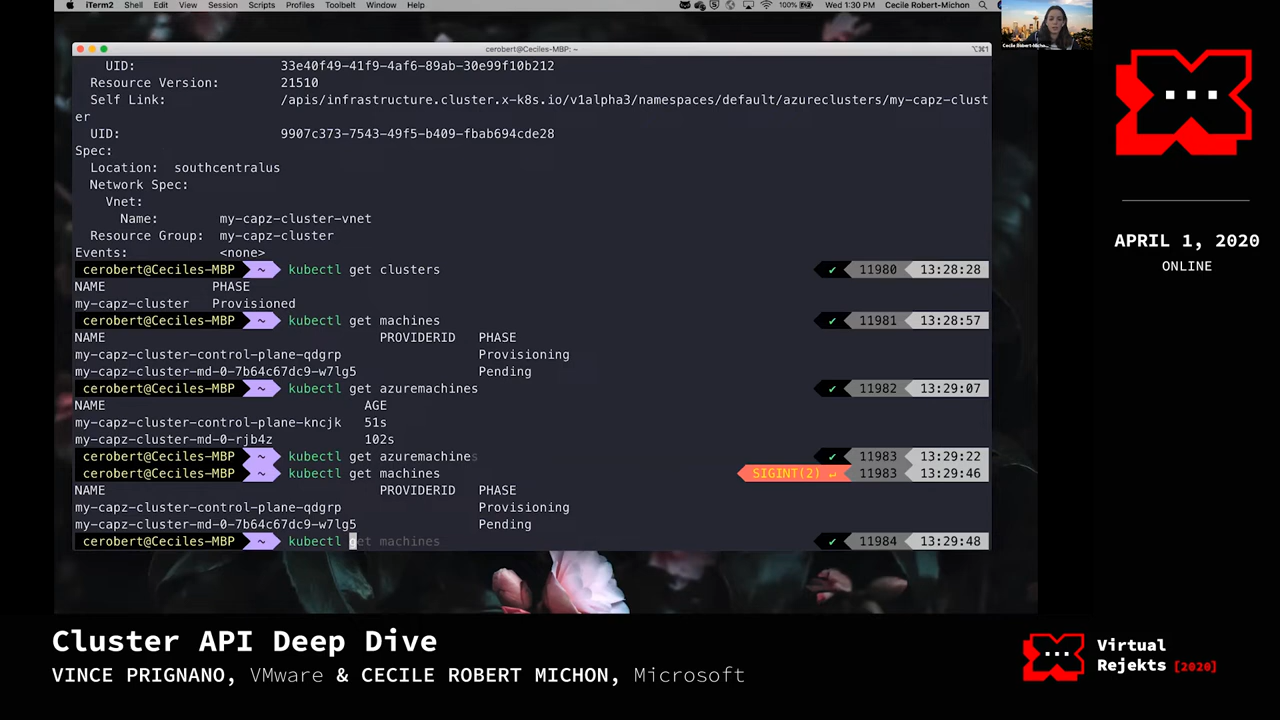 iTerm2 Shell Edit View Session Scripts Profiles Toolbelt Window Help 100% Wed 1:30 PM Cecile Robert-Michon
cerobert@Ceciles-MBP: ~ ⌥⌘1
UID: 33e40f49-41f9-4af6-89ab-30e99f10b212
Resource Version: 21510
Self Link: /apis/infrastructure.cluster.x-k8s.io/v1alpha3/namespaces/default/azureclusters/my-capz-clust
er
UID: 9907c373-7543-49f5-b409-fbab694cde28
Spec:
Location: southcentralus
Network Spec:
Vnet:
Name: my-capz-cluster-vnet
Resource Group: my-capz-cluster
Events: <none>
cerobert@Ceciles-MBP ~ kubectl get clusters ✓ 11980 13:28:28
NAME PHASE
my-capz-cluster Provisioned
cerobert@Ceciles-MBP ~ kubectl get machines ✓ 11981 13:28:57
NAME PROVIDERID PHASE
my-capz-cluster-control-plane-qdgrp Provisioning
my-capz-cluster-md-0-7b64c67dc9-w7lg5 Pending
cerobert@Ceciles-MBP ~ kubectl get azuremachines ✓ 11982 13:29:07
NAME AGE
my-capz-cluster-control-plane-kncjk 51s
my-capz-cluster-md-0-rjb4z 102s
cerobert@Ceciles-MBP ~ kubectl get azuremachines ✓ 11983 13:29:22
cerobert@Ceciles-MBP ~ kubectl get machines SIGINT(2) ↵ 11983 13:29:46
NAME PROVIDERID PHASE
my-capz-cluster-control-plane-qdgrp Provisioning
my-capz-cluster-md-0-7b64c67dc9-w7lg5 Pending
cerobert@Ceciles-MBP ~ kubectl get machines ✓ 11984 13:29:48
APRIL 1, 2020
ONLINE
Cluster API Deep Dive
VINCE PRIGNANO, VMware & CECILE ROBERT MICHON, Microsoft
Virtual
Rejekts [2020]